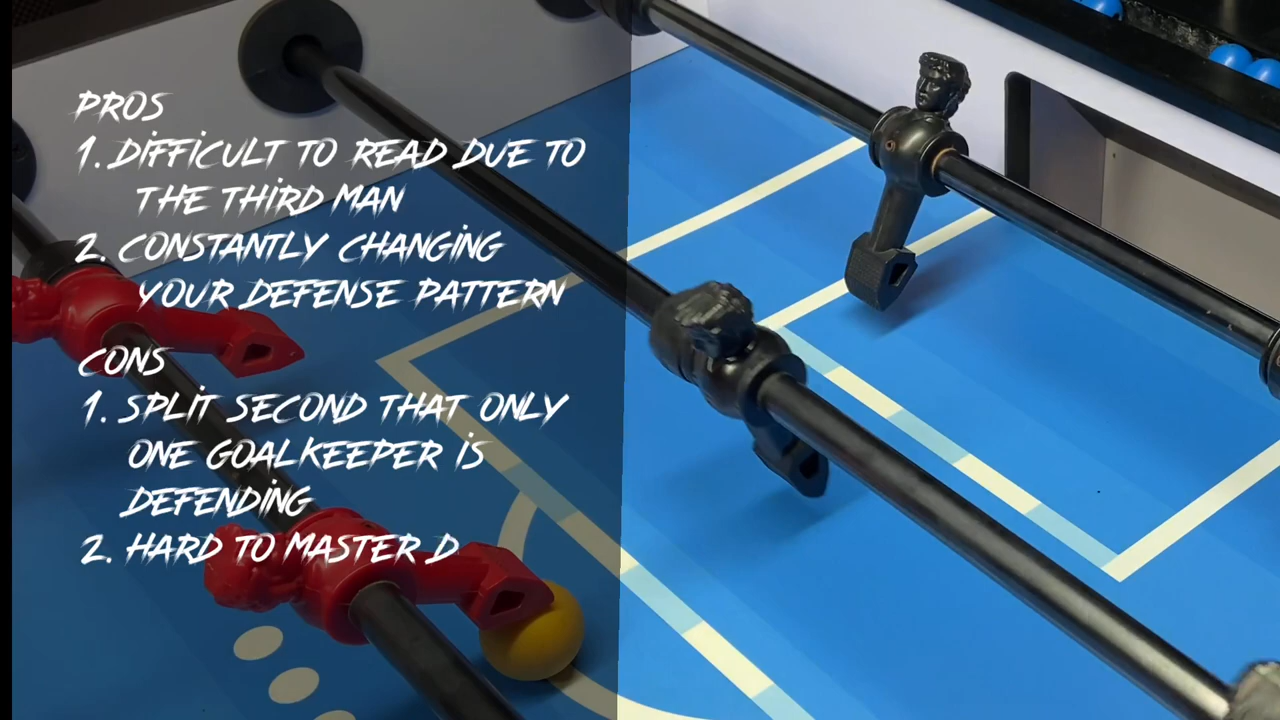 PROS
1. DIFFICULT TO READ DUE TO
THE THIRD MAN
2. CONSTANTLY CHANGING
YOUR DEFENSE PATTERN
CONS
1. SPLIT SECOND THAT ONLY
ONE GOALKEEPER IS
DEFENDING
2. HARD TO MASTER D